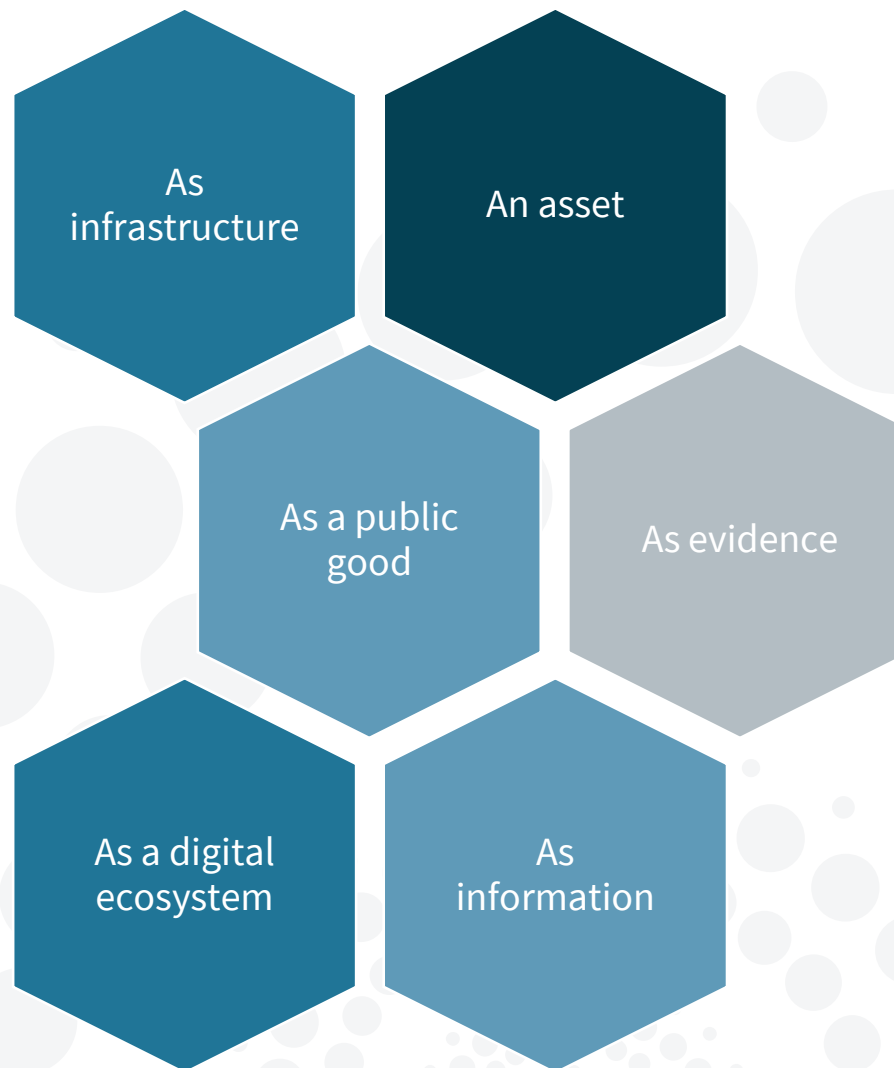 As
infrastructure
An asset
As a public
good
As evidence
As a digital
ecosystem
As
information